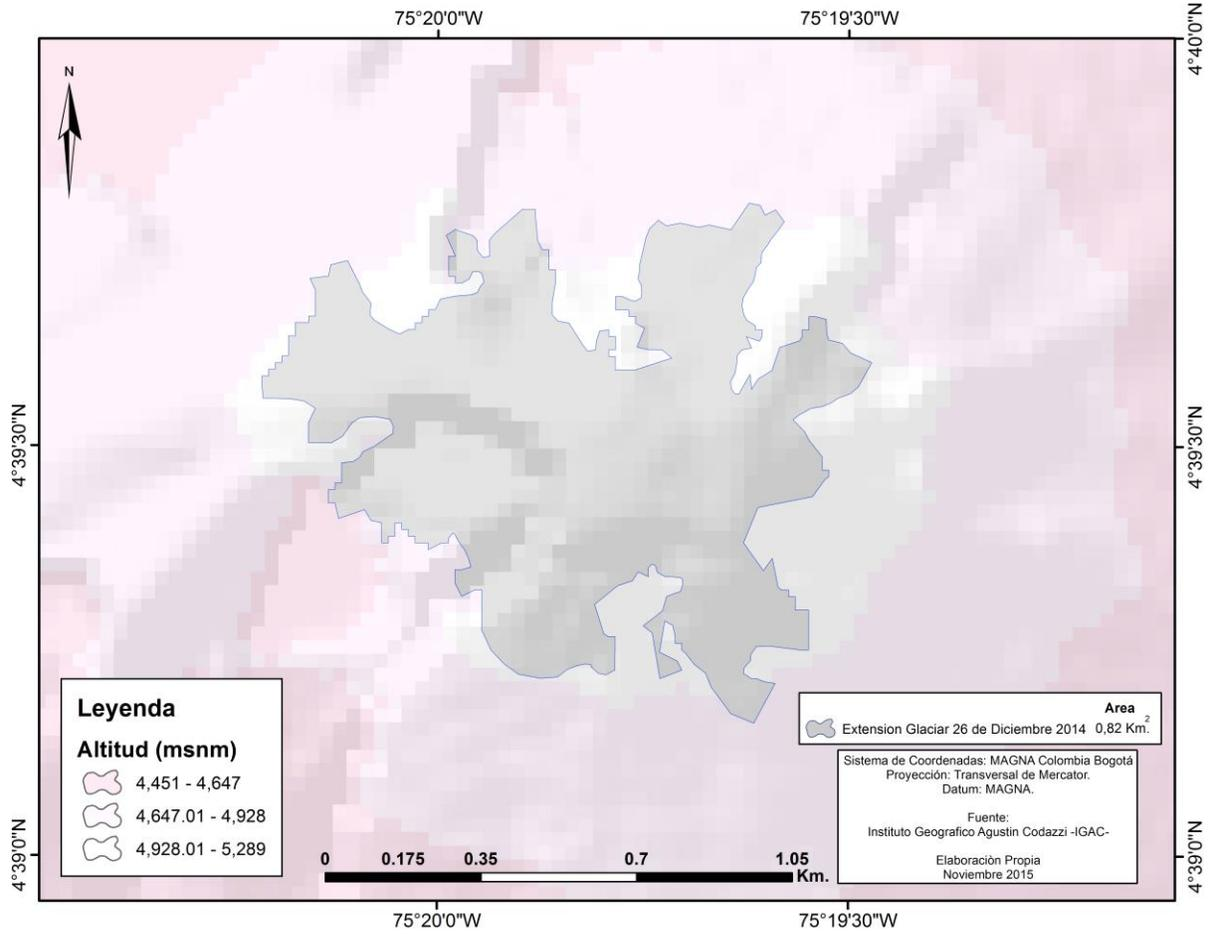 75°20'0"W
75°19'30"W
4°40'0"N
N
4°39'30"N
4°39'30"N
Leyenda
Altitud (msnm)
4,451 - 4,647
4,647.01 - 4,928
4,928.01 - 5,289
Area
Extension Glaciar 26 de Diciembre 2014 0,82 Km.2
Sistema de Coordenadas: MAGNA Colombia Bogotá
Proyección: Transversal de Mercator.
Datum: MAGNA.
Fuente:
Instituto Geografico Agustin Codazzi -IGAC-
Elaboraciòn Propia
Noviembre 2015
0 0.175 0.35 0.7 1.05
Km.
4°39'0"N
4°39'0"N
75°20'0"W
75°19'30"W